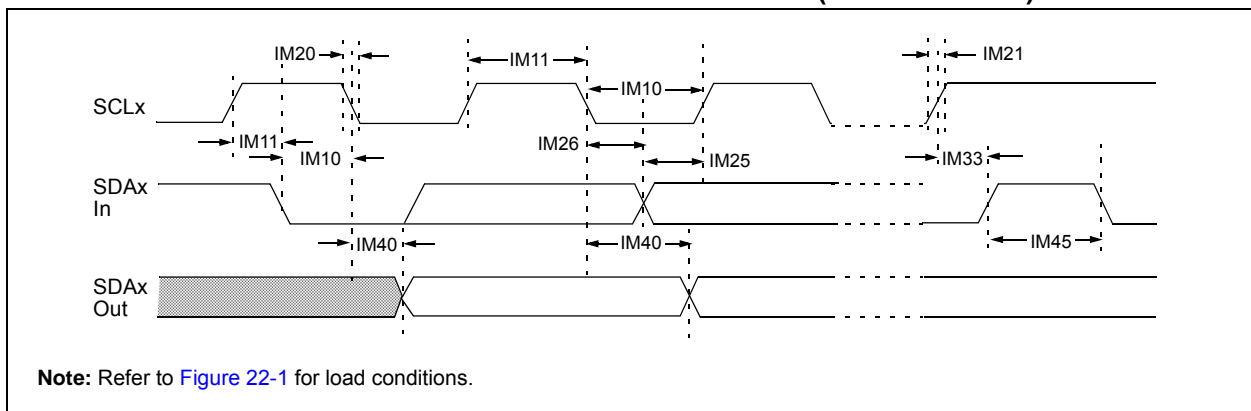 IM20
IM11
IM21
SCLx
IM10
IM11
IM10
IM26
IM25
IM33
SDAx
In
IM40
IM40
IM45
SDAx
Out
Note: Refer to Figure 22-1 for load conditions.